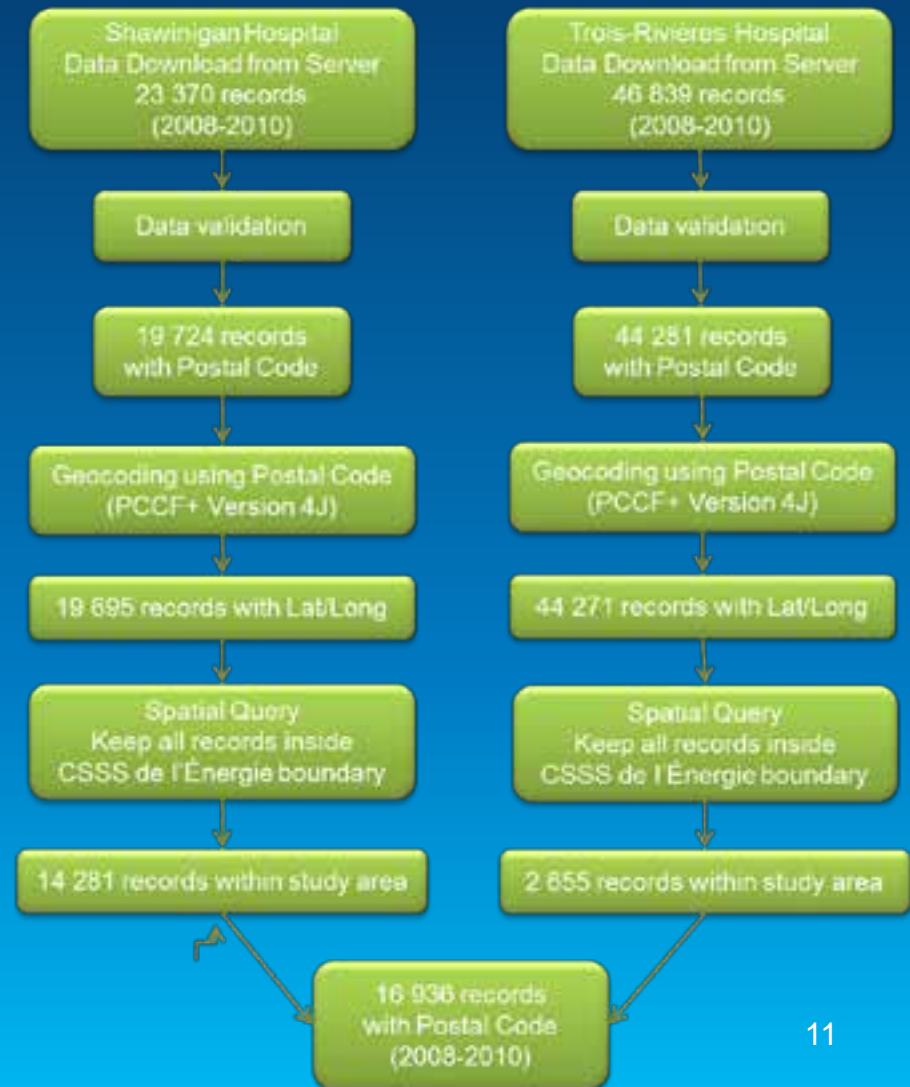 Shawinigan Hospital
Data Download from Server
23 370 records
(2008-2010)
Data validation
19 724 records
with Postal Code
Geocoding using Postal Code
(PCCF+ Version 4J)
19 695 records with Lat/Long
Spatial Query
Keep all records inside
CSSS de l'Énergie boundary
14 281 records within study area
Trois-Rivières Hospital
Data Download from Server
46 839 records
(2008-2010)
Data validation
44 281 records
with Postal Code
Geocoding using Postal Code
(PCCF+ Version 4J)
44 271 records with Lat/Long
Spatial Query
Keep all records inside
CSSS de l'Énergie boundary
2 655 records within study area
16 936 records
with Postal Code
(2008-2010)
11